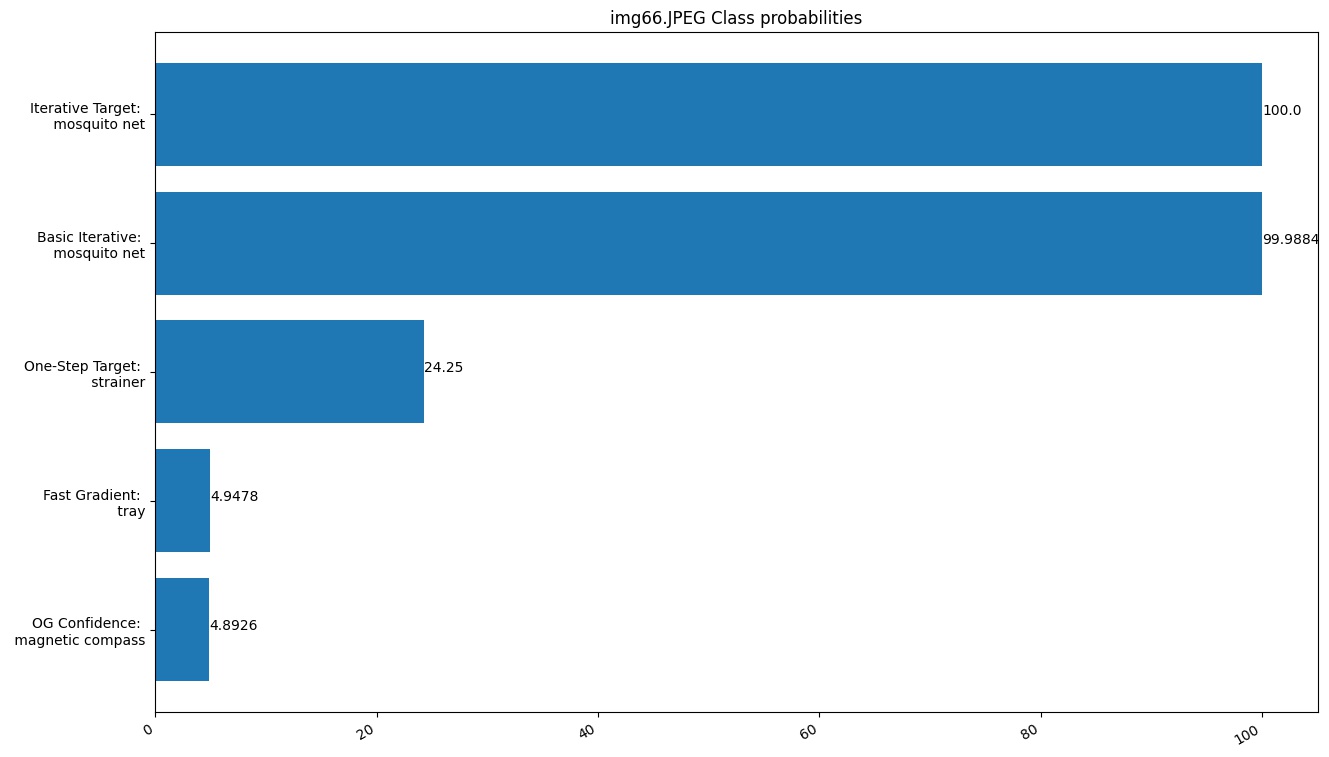 img66.JPEG Class probabilities
Iterative Target:
mosquito net
100.0
Basic Iterative:
mosquito net
99.9884
One-Step Target:
strainer
24.25
Fast Gradient:
tray
4.9478
OG Confidence:
magnetic compass
4.8926
0
20
40
60
80
100